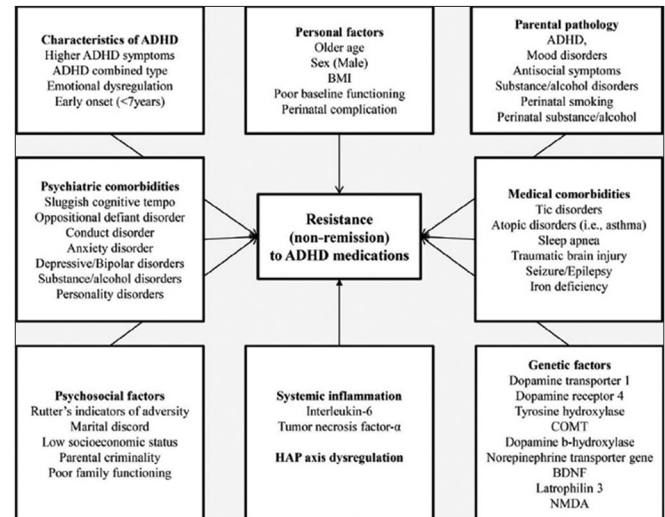 Characteristics of ADHD
Higher ADHD symptoms
ADHD combined type
Emotional dysregulation
Early onset (<7years)
Personal factors
Older age
Sex (Male)
BMI
Poor baseline functioning
Perinatal complication
Parental pathology
ADHD,
Mood disorders
Antisocial symptoms
Substance/alcohol disorders
Perinatal smoking
Perinatal substance/alcohol
Psychiatric comorbidities
Sluggish cognitive tempo
Oppositional defiant disorder
Conduct disorder
Anxiety disorder
Depressive/Bipolar disorders
Substance/alcohol disorders
Personality disorders
Resistance
(non-remission)
to ADHD medications
Medical comorbidities
Tic disorders
Atopic disorders (i.e., asthma)
Sleep apnea
Traumatic brain injury
Seizure/Epilepsy
Iron deficiency
Psychosocial factors
Rutter's indicators of adversity
Marital discord
Low socioeconomic status
Parental criminality
Poor family functioning
Systemic inflammation
Interleukin-6
Tumor necrosis factor-α
HAP axis dysregulation
Genetic factors
Dopamine transporter 1
Dopamine receptor 4
Tyrosine hydroxylase
COMT
Dopamine b-hydroxylase
Norepinephrine transporter gene
BDNF
Latrophilin 3
NMDA